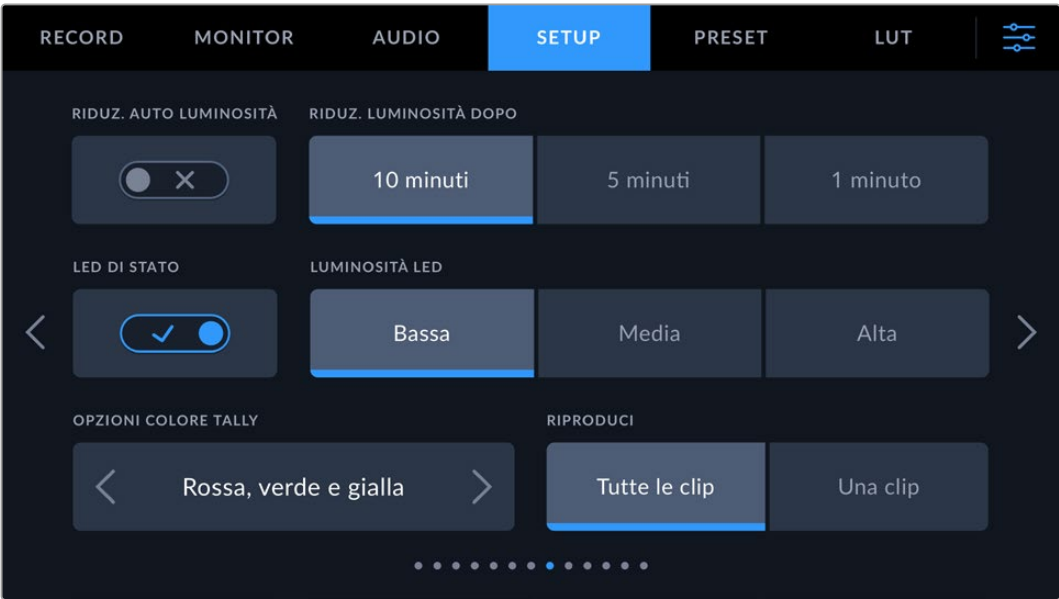 RECORD MONITOR AUDIO SETUP PRESET LUT
RIDUZ. AUTO LUMINOSITÀ RIDUZ. LUMINOSITÀ DOPO
10 minuti 5 minuti 1 minuto
LED DI STATO LUMINOSITÀ LED
Bassa Media Alta
OPZIONI COLORE TALLY RIPRODUCI
Rossa, verde e gialla Tutte le clip Una clip